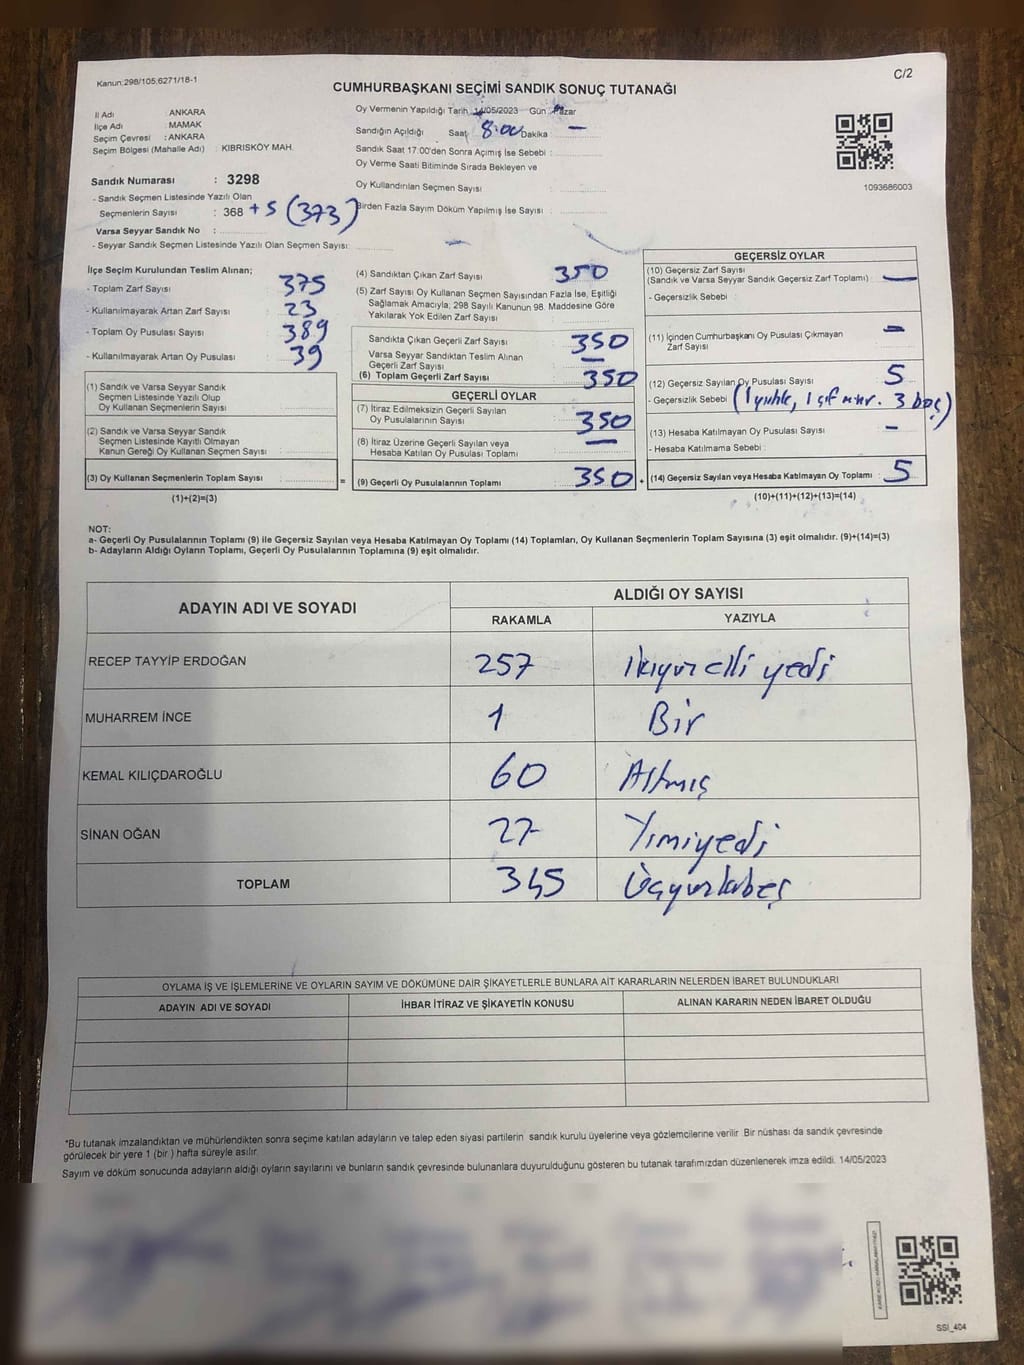 Kanun:298/105,6271/18-1
C/2
CUMHURBAŞKANI SEÇİMİ SANDIK SONUÇ TUTANAĞI
İl Adı : ANKARA
İlçe Adı : MAMAK
Seçim Çevresi : ANKARA
Seçim Bölgesi (Mahalle Adı) : KIBRISKÖY MAH.
Oy Vermenin Yapıldığı Tarih 14/05/2023 Gün Pazar
Sandığın Açıldığı Saat 8:00 Dakika : —
Sandık Saat 17:00'den Sonra Açımış İse Sebebi :
Oy Verme Saati Bitiminde Sırada Bekleyen ve
Oy Kullandırılan Seçmen Sayısı :
Birden Fazla Sayım Döküm Yapılmış İse Sayısı :
1093686003
Sandık Numarası : 3298
- Sandık Seçmen Listesinde Yazılı Olan
Seçmenlerin Sayısı : 368 +5 (373)
Varsa Seyyar Sandık No :
- Seyyar Sandık Seçmen Listesinde Yazılı Olan Seçmen Sayısı: —
İlçe Seçim Kurulundan Teslim Alınan;
- Toplam Zarf Sayısı : 375
- Kullanılmayarak Artan Zarf Sayısı : 23
- Toplam Oy Pusulası Sayısı : 389
- Kullanılmayarak Artan Oy Pusulası : 39
(1) Sandık ve Varsa Seyyar Sandık
Seçmen Listesinde Yazılı Olup
Oy Kullanan Seçmenlerin Sayısı :
(2) Sandık ve Varsa Seyyar Sandık
Seçmen Listesinde Kayıtlı Olmayan
Kanun Gereği Oy Kullanan Seçmen Sayısı :
(3) Oy Kullanan Seçmenlerin Toplam Sayısı : =
(1)+(2)=(3)
(4) Sandıktan Çıkan Zarf Sayısı : 350
(5) Zarf Sayısı Oy Kullanan Seçmen Sayısından Fazla İse, Eşitliği
Sağlamak Amacıyla, 298 Sayılı Kanunun 98. Maddesine Göre
Yakılarak Yok Edilen Zarf Sayısı :
Sandıkta Çıkan Geçerli Zarf Sayısı : 350
Varsa Seyyar Sandıktan Teslim Alınan
Geçerli Zarf Sayısı : —
(6) Toplam Geçerli Zarf Sayısı : 350
GEÇERLİ OYLAR
(7) İtiraz Edilmeksizin Geçerli Sayılan
Oy Pusulalarının Sayısı : 350
(8) İtiraz Üzerine Geçerli Sayılan veya
Hesaba Katılan Oy Pusulası Toplamı : —
(9) Geçerli Oy Pusulalarının Toplamı : 350 +
GEÇERSİZ OYLAR
(10) Geçersiz Zarf Sayısı
(Sandık ve Varsa Seyyar Sandık Geçersiz Zarf Toplamı) : —
- Geçersizlik Sebebi :
(11) İçinden Cumhurbaşkanı Oy Pusulası Çıkmayan
Zarf Sayısı : —
(12) Geçersiz Sayılan Oy Pusulası Sayısı : 5
- Geçersizlik Sebebi (1 yırtık, 1 çift mür. 3 boş)
(13) Hesaba Katılmayan Oy Pusulası Sayısı : —
- Hesaba Katılmama Sebebi :
(14) Geçersiz Sayılan veya Hesaba Katılmayan Oy Toplamı : 5
(10)+(11)+(12)+(13)=(14)
NOT:
a- Geçerli Oy Pusulalarının Toplamı (9) ile Geçersiz Sayılan veya Hesaba Katılmayan Oy Toplamı (14) Toplamları, Oy Kullanan Seçmenlerin Toplam Sayısına (3) eşit olmalıdır. (9)+(14)=(3)
b- Adayların Aldığı Oyların Toplamı, Geçerli Oy Pusulalarının Toplamına (9) eşit olmalıdır.
ADAYIN ADI VE SOYADI
ALDIĞI OY SAYISI
RAKAMLA
YAZIYLA
RECEP TAYYİP ERDOĞAN 257 İkiyüz elli yedi
MUHARREM İNCE 1 Bir
KEMAL KILIÇDAROĞLU 60 Altmış
SİNAN OĞAN 27 Yimiyedi
TOPLAM 345 Üçyüzkıbeş
OYLAMA İŞ VE İŞLEMLERİNE VE OYLARIN SAYIM VE DÖKÜMÜNE DAİR ŞİKAYETLERLE BUNLARA AİT KARARLARIN NELERDEN İBARET BULUNDUKLARI
ADAYIN ADI VE SOYADI
İHBAR İTİRAZ VE ŞİKAYETİN KONUSU
ALINAN KARARIN NEDEN İBARET OLDUĞU
*Bu tutanak imzalandıktan ve mühürlendikten sonra seçime katılan adayların ve talep eden siyasi partilerin sandık kurulu üyelerine veya gözlemcilerine verilir. Bir nüshası da sandık çevresinde
görülecek bir yere 1 (bir ) hafta süreyle asılır.
Sayım ve döküm sonucunda adayların aldığı oyların sayılarını ve bunların sandık çevresinde bulunanlara duyurulduğunu gösteren bu tutanak tarafımızdan düzenlenerek imza edildi. 14/05/2023
SSI_404